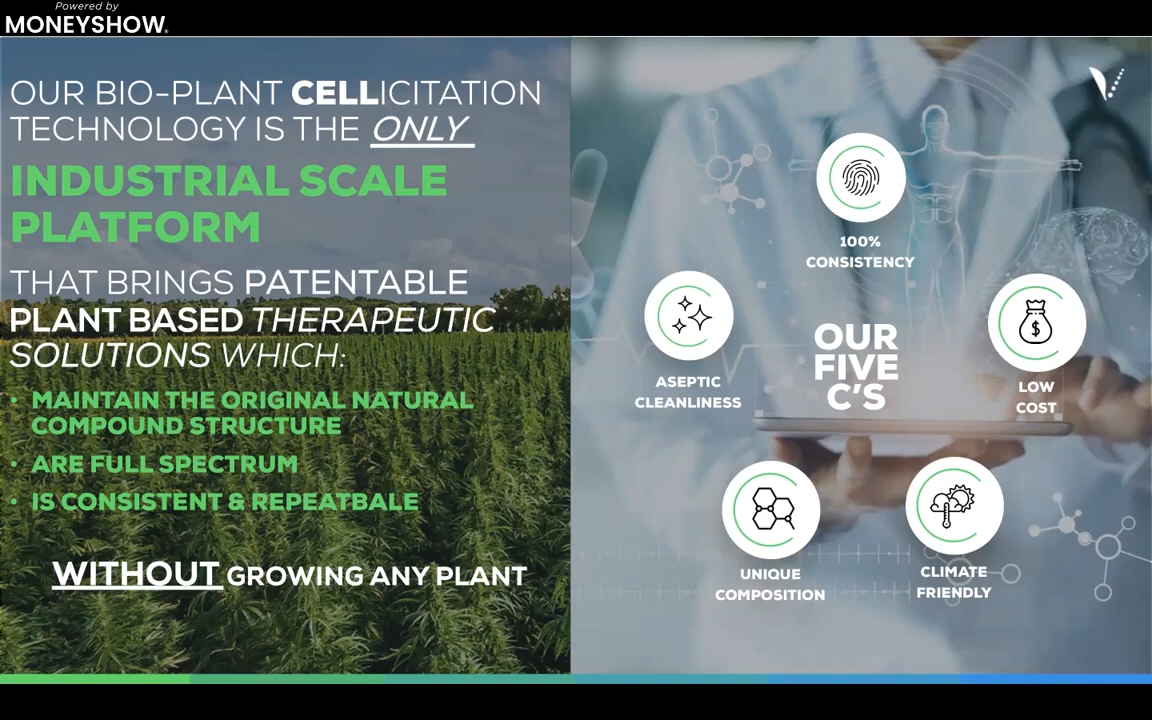 Powered by
MONEYSHOW.
OUR BIO-PLANT CELLICITATION
TECHNOLOGY IS THE ONLY
INDUSTRIAL SCALE
PLATFORM
THAT BRINGS PATENTABLE
PLANT BASED THERAPEUTIC
SOLUTIONS WHICH:
• MAINTAIN THE ORIGINAL NATURAL
COMPOUND STRUCTURE
• ARE FULL SPECTRUM
• IS CONSISTENT & REPEATBALE
WITHOUT GROWING ANY PLANT
100%
CONSISTENCY
ASEPTIC
CLEANLINESS
OUR
FIVE
C'S
LOW
COST
UNIQUE
COMPOSITION
CLIMATE
FRIENDLY